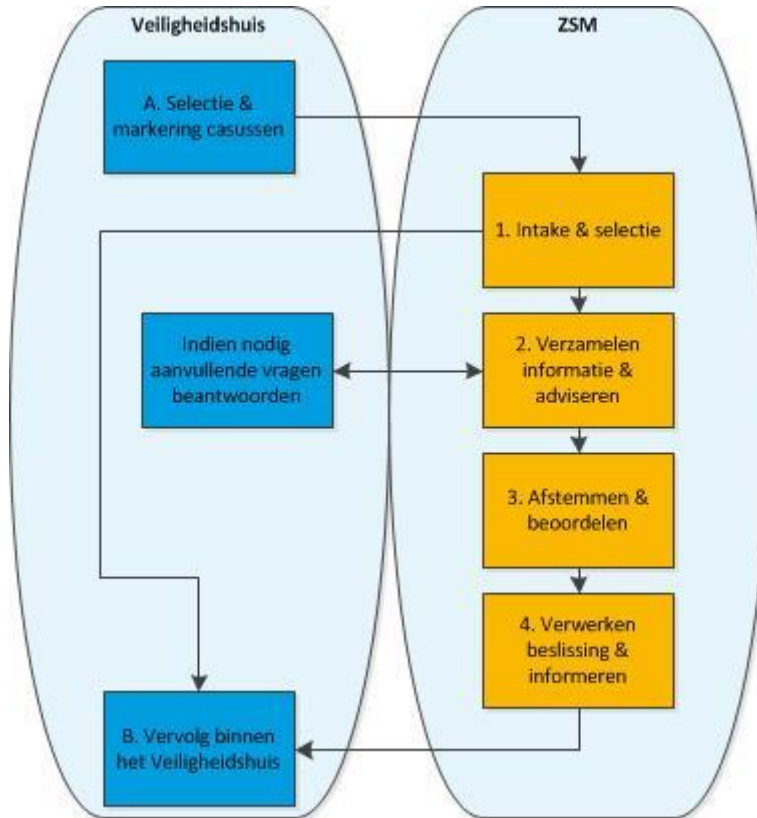 Veiligheidshuis
ZSM
A. Selectie &
markering casussen
1. Intake & selectie
Indien nodig
aanvullende vragen
beantwoorden
2. Verzamelen
informatie &
adviseren
3. Afstemmen &
beoordelen
4. Verwerken
beslissing &
informeren
B. Vervolg binnen
het Veiligheidshuis